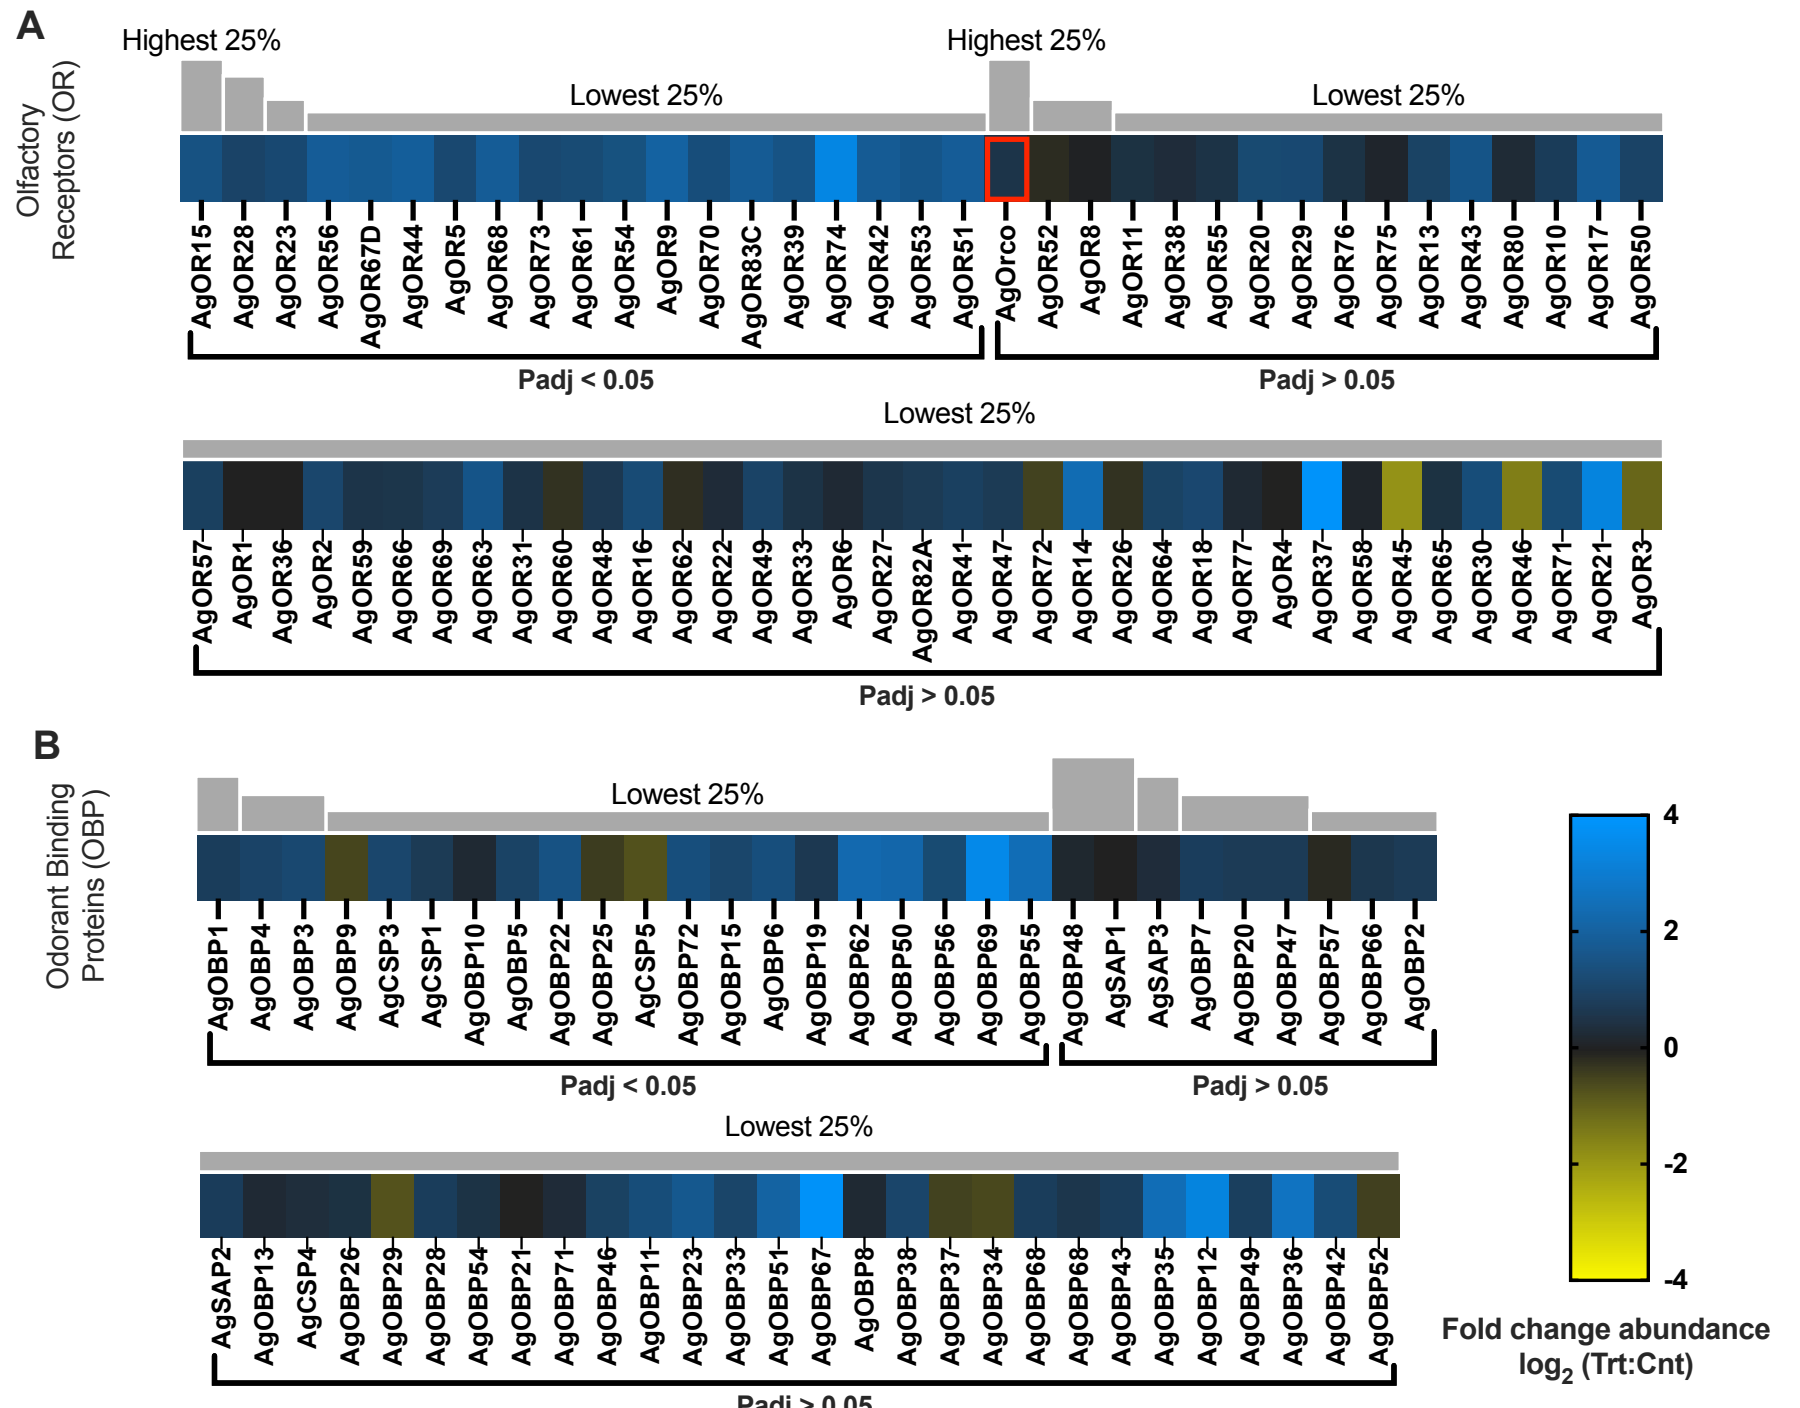 A
Highest 25%
Highest 25%
Lowest 25%
Lowest 25%
Olfactory
Receptors (OR)
AgOR15
AgOR28
AgOR23
AgOR56
AgOR67D
AgOR44
AgOR5
AgOR68
AgOR73
AgOR61
AgOR54
AgOR9
AgOR70
AgOR83C
AgOR39
AgOR74
AgOR42
AgOR53
AgOR51
AgOrco
AgOR52
AgOR8
AgOR11
AgOR38
AgOR55
AgOR20
AgOR29
AgOR76
AgOR75
AgOR13
AgOR43
AgOR80
AgOR10
AgOR17
AgOR50
Padj < 0.05
Padj > 0.05
Lowest 25%
AgOR57
AgOR1
AgOR36
AgOR2
AgOR59
AgOR66
AgOR69
AgOR63
AgOR31
AgOR60
AgOR48
AgOR16
AgOR62
AgOR22
AgOR49
AgOR33
AgOR6
AgOR27
AgOR82A
AgOR41
AgOR47
AgOR72
AgOR14
AgOR26
AgOR64
AgOR18
AgOR77
AgOR4
AgOR37
AgOR58
AgOR45
AgOR65
AgOR30
AgOR46
AgOR71
AgOR21
AgOR3
Padj > 0.05
B
Lowest 25%
Odorant Binding
Proteins (OBP)
AgOBP1
AgOBP4
AgOBP3
AgOBP9
AgCSP3
AgCSP1
AgOBP10
AgOBP5
AgOBP22
AgOBP25
AgCSP5
AgOBP72
AgOBP15
AgOBP6
AgOBP19
AgOBP62
AgOBP50
AgOBP56
AgOBP69
AgOBP55
AgOBP48
AgSAP1
AgSAP3
AgOBP7
AgOBP20
AgOBP47
AgOBP57
AgOBP66
AgOBP2
Padj < 0.05
Padj > 0.05
Lowest 25%
AgSAP2
AgOBP13
AgCSP4
AgOBP26
AgOBP29
AgOBP28
AgOBP54
AgOBP21
AgOBP71
AgOBP46
AgOBP11
AgOBP23
AgOBP33
AgOBP51
AgOBP67
AgOBP8
AgOBP38
AgOBP37
AgOBP34
AgOBP68
AgOBP68
AgOBP43
AgOBP35
AgOBP12
AgOBP49
AgOBP36
AgOBP42
AgOBP52
Padj > 0.05
4
2
0
-2
-4
Fold change abundance
log2 (Trt:Cnt)